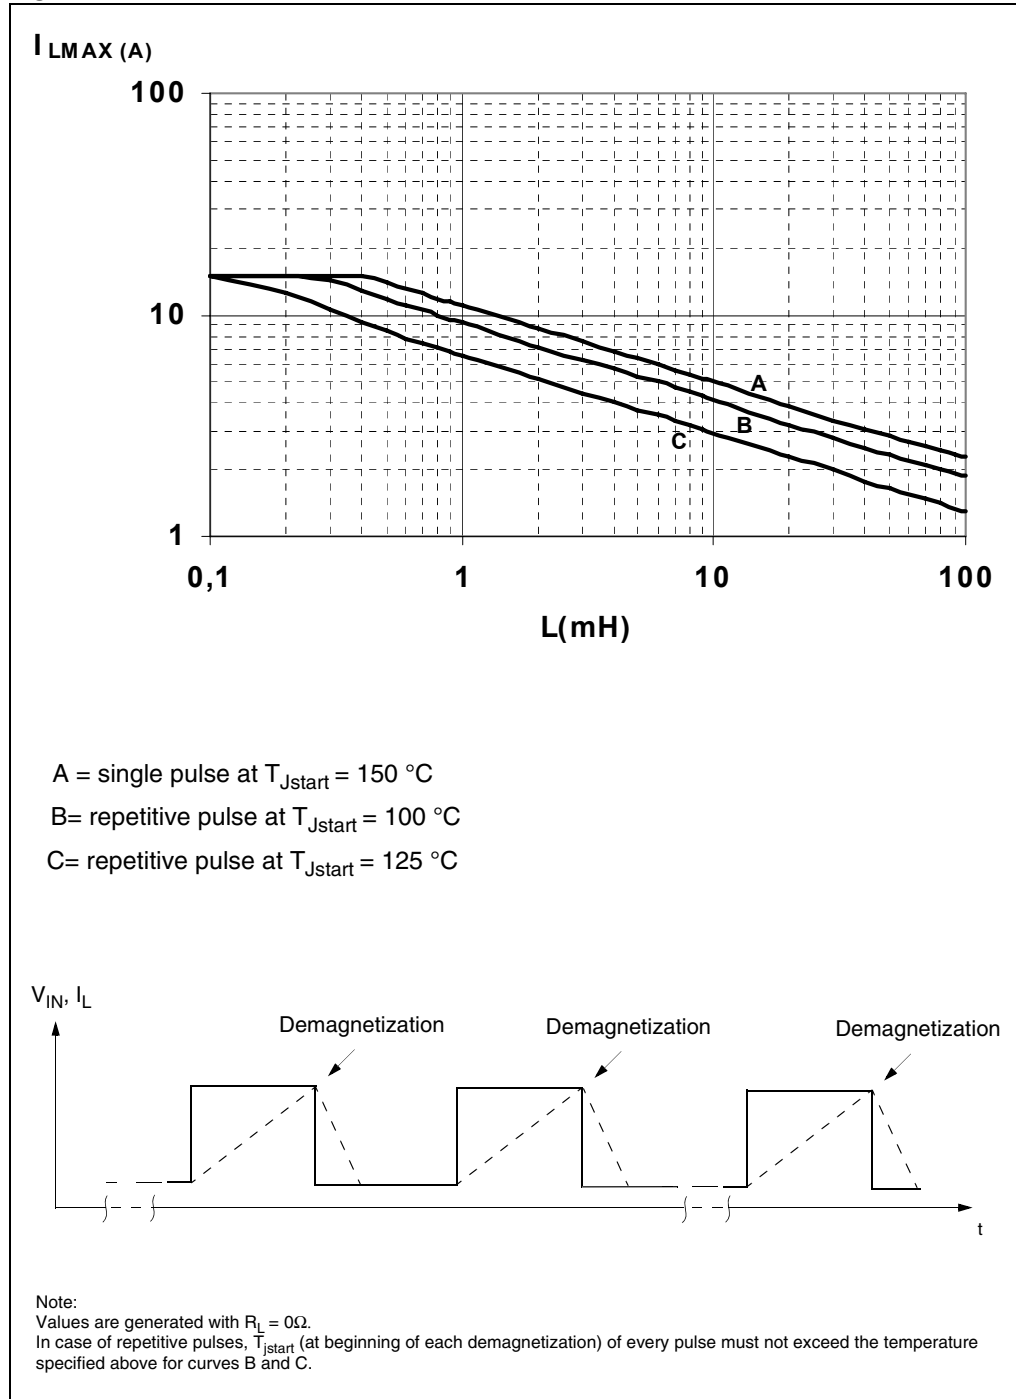 I LMAX (A)
100
10
1
A
B
C
0,1 1 10 100
L(mH)
A = single pulse at TJstart = 150 °C
B= repetitive pulse at TJstart = 100 °C
C= repetitive pulse at TJstart = 125 °C
VIN, IL
Demagnetization Demagnetization Demagnetization
t
Note:
Values are generated with RL = 0Ω.
In case of repetitive pulses, Tjstart (at beginning of each demagnetization) of every pulse must not exceed the temperature
specified above for curves B and C.